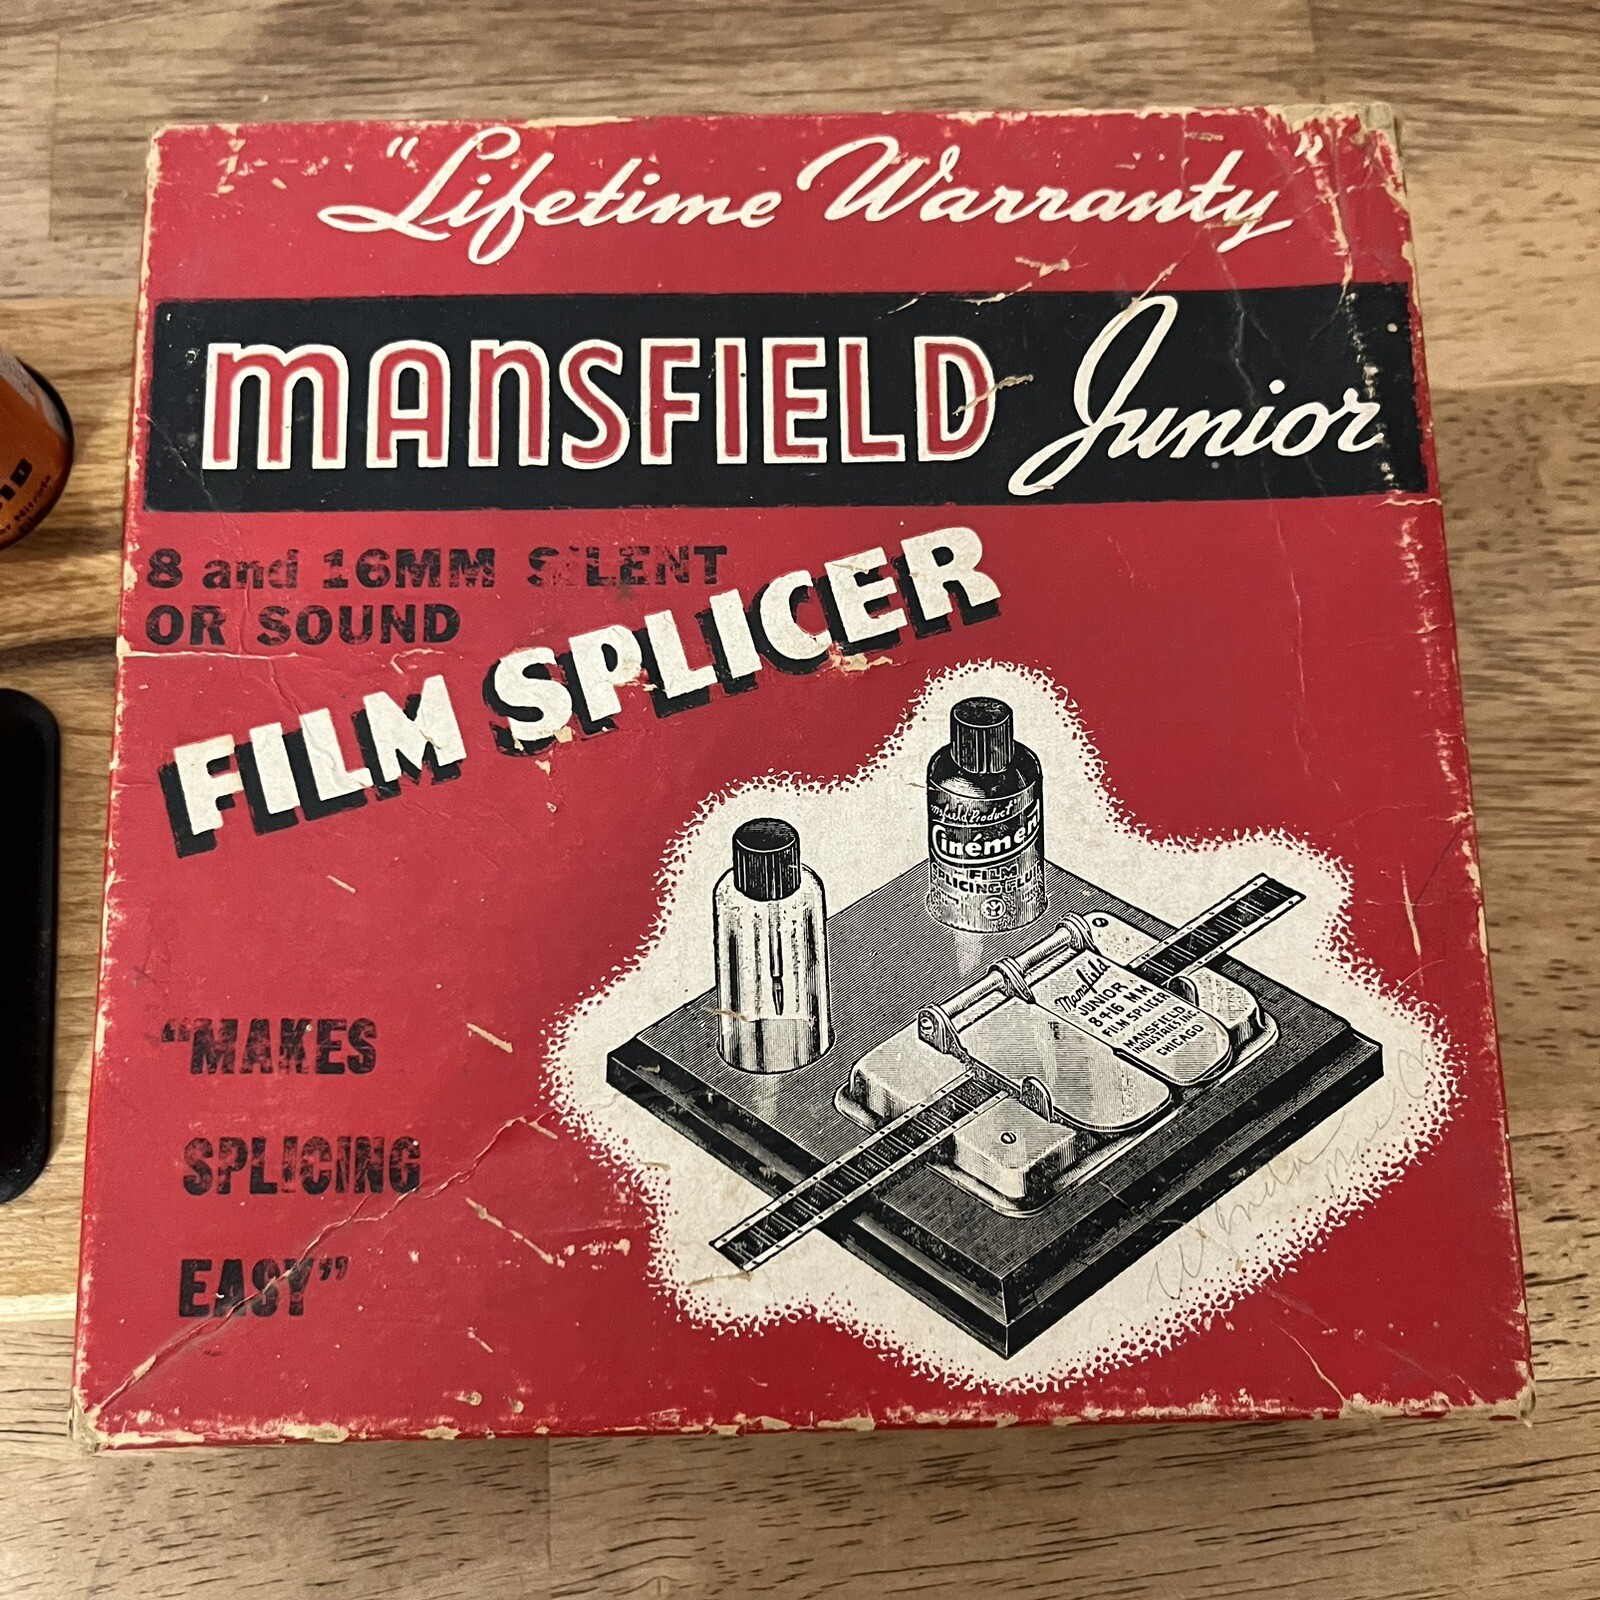 "Lifetime Warranty"
MANSFIELD Junior
8 and 16MM SILENT
OR SOUND
FILM SPLICER
Cinément
FILM
SPLICING FLUID
Mansfield
JUNIOR
8 & 16 MM
FILM SPLICER
MANSFIELD
INDUSTRIES, INC.
CHICAGO
"MAKES
SPLICING
EASY"